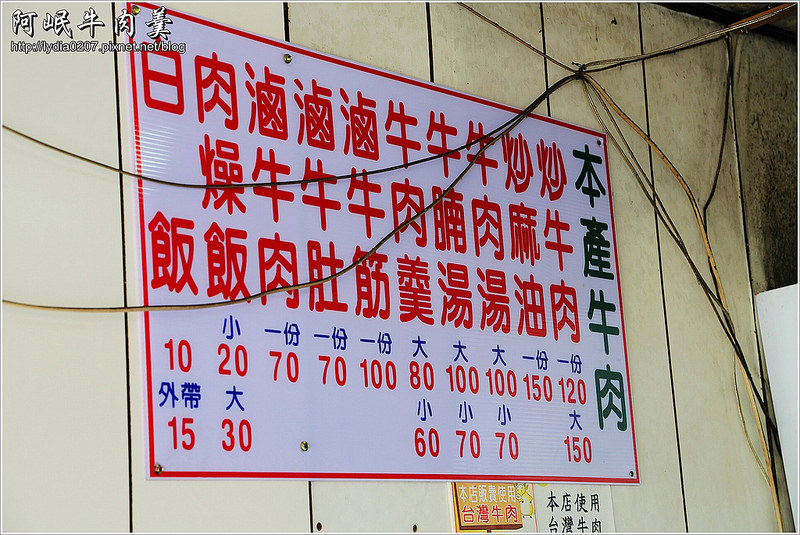 阿岷牛肉羹
http://lydia0207.pixnet.net/blog
本產牛肉
炒牛肉 一份 120 大 150
炒麻油 一份 150
牛肉湯 大 100 小 70
牛腩湯 大 100 小 70
牛肉羹 大 80 小 60
滷牛筋 一份 100
滷牛肚 一份 70
滷牛肉 一份 70
肉燥飯 小 20 大 30
白飯 10 外帶 15
本店販賣使用
台灣牛肉
本店使用
台灣牛肉